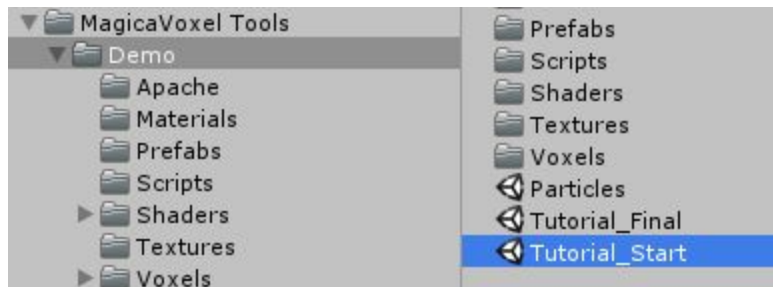 MagicaVoxel Tools
Demo
Apache
Materials
Prefabs
Scripts
Shaders
Textures
Voxels
Prefabs
Scripts
Shaders
Textures
Voxels
Particles
Tutorial_Final
Tutorial_Start